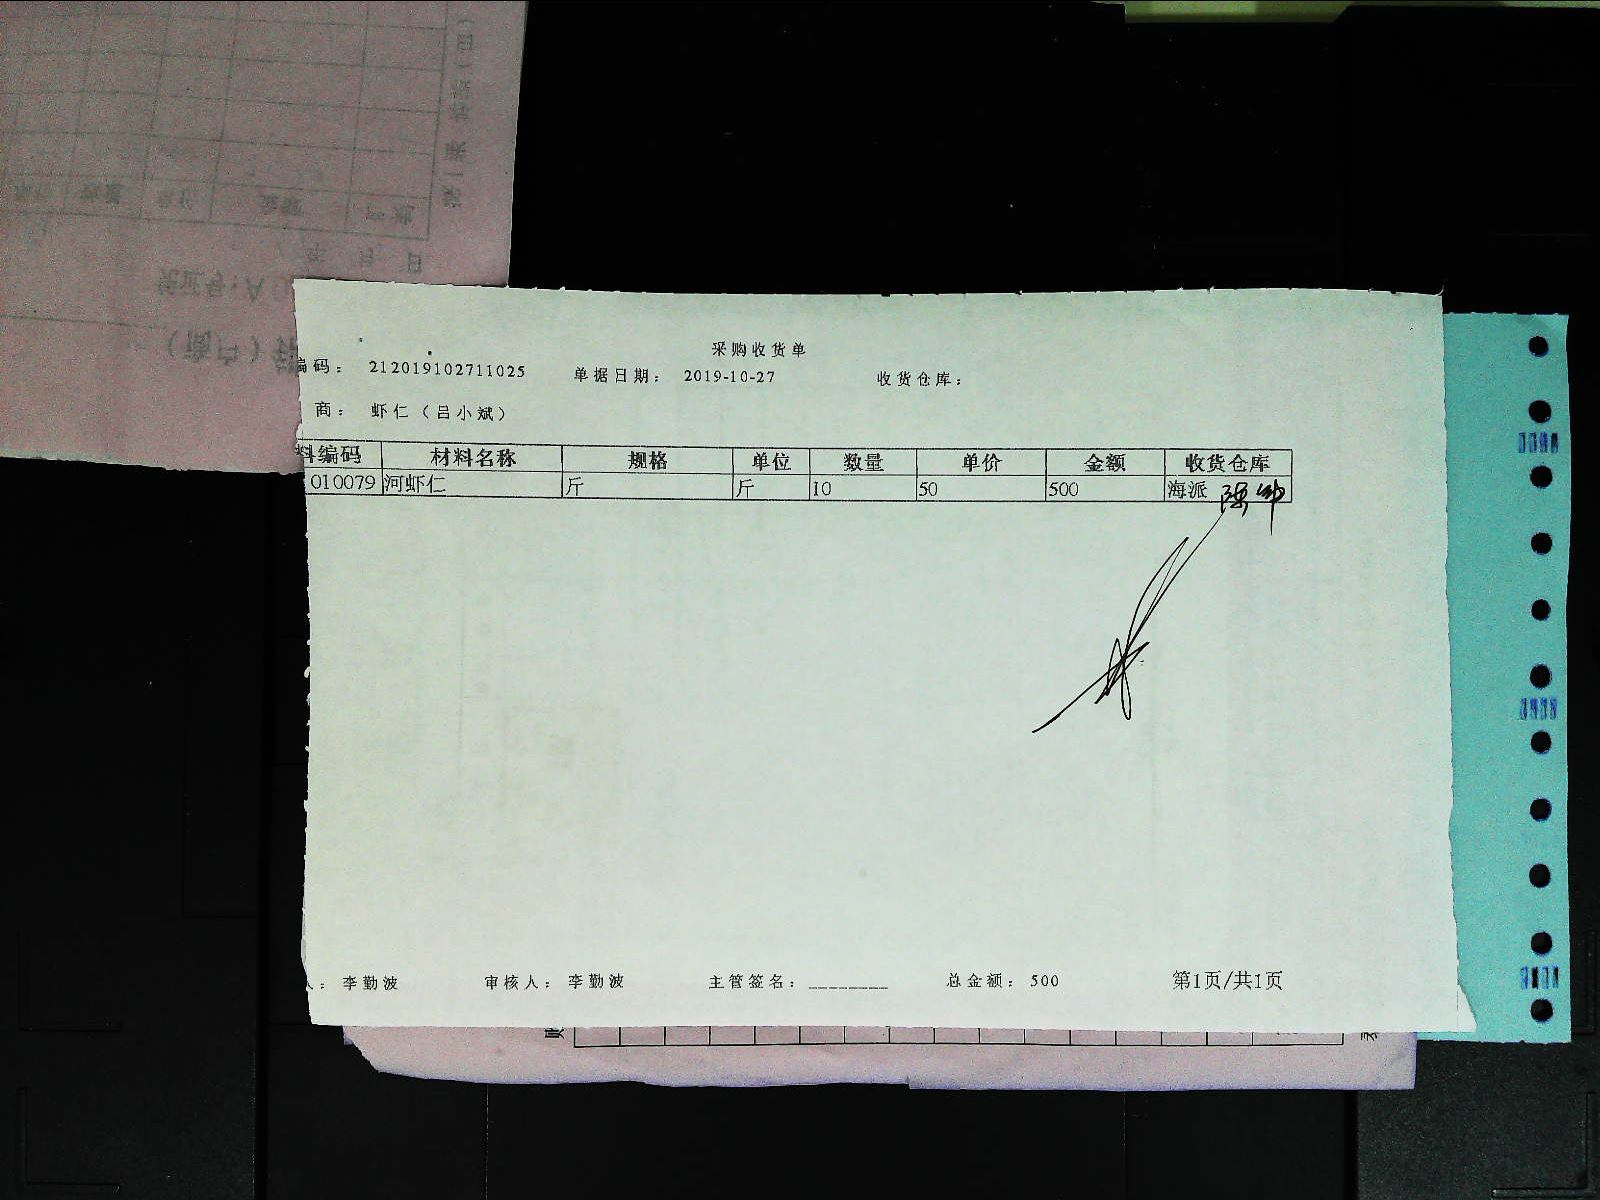 采购收货单
编码： 212019102711025 单据日期： 2019-10-27 收货仓库：
商： 虾仁（吕小斌）
料编码 材料名称 规格 单位 数量 单价 金额 收货仓库
010079 河虾仁 斤 斤 10 50 500 海派
人： 李勤波 审核人： 李勤波 主管签名：________ 总金额： 500 第1页/共1页